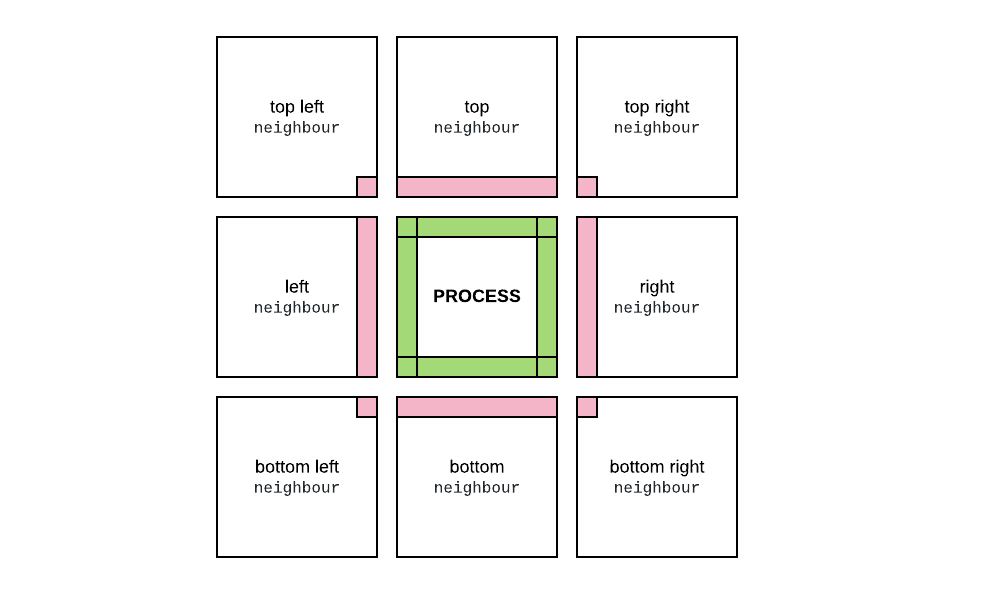 top left
neighbour
top
neighbour
top right
neighbour
left
neighbour
PROCESS
right
neighbour
bottom left
neighbour
bottom
neighbour
bottom right
neighbour